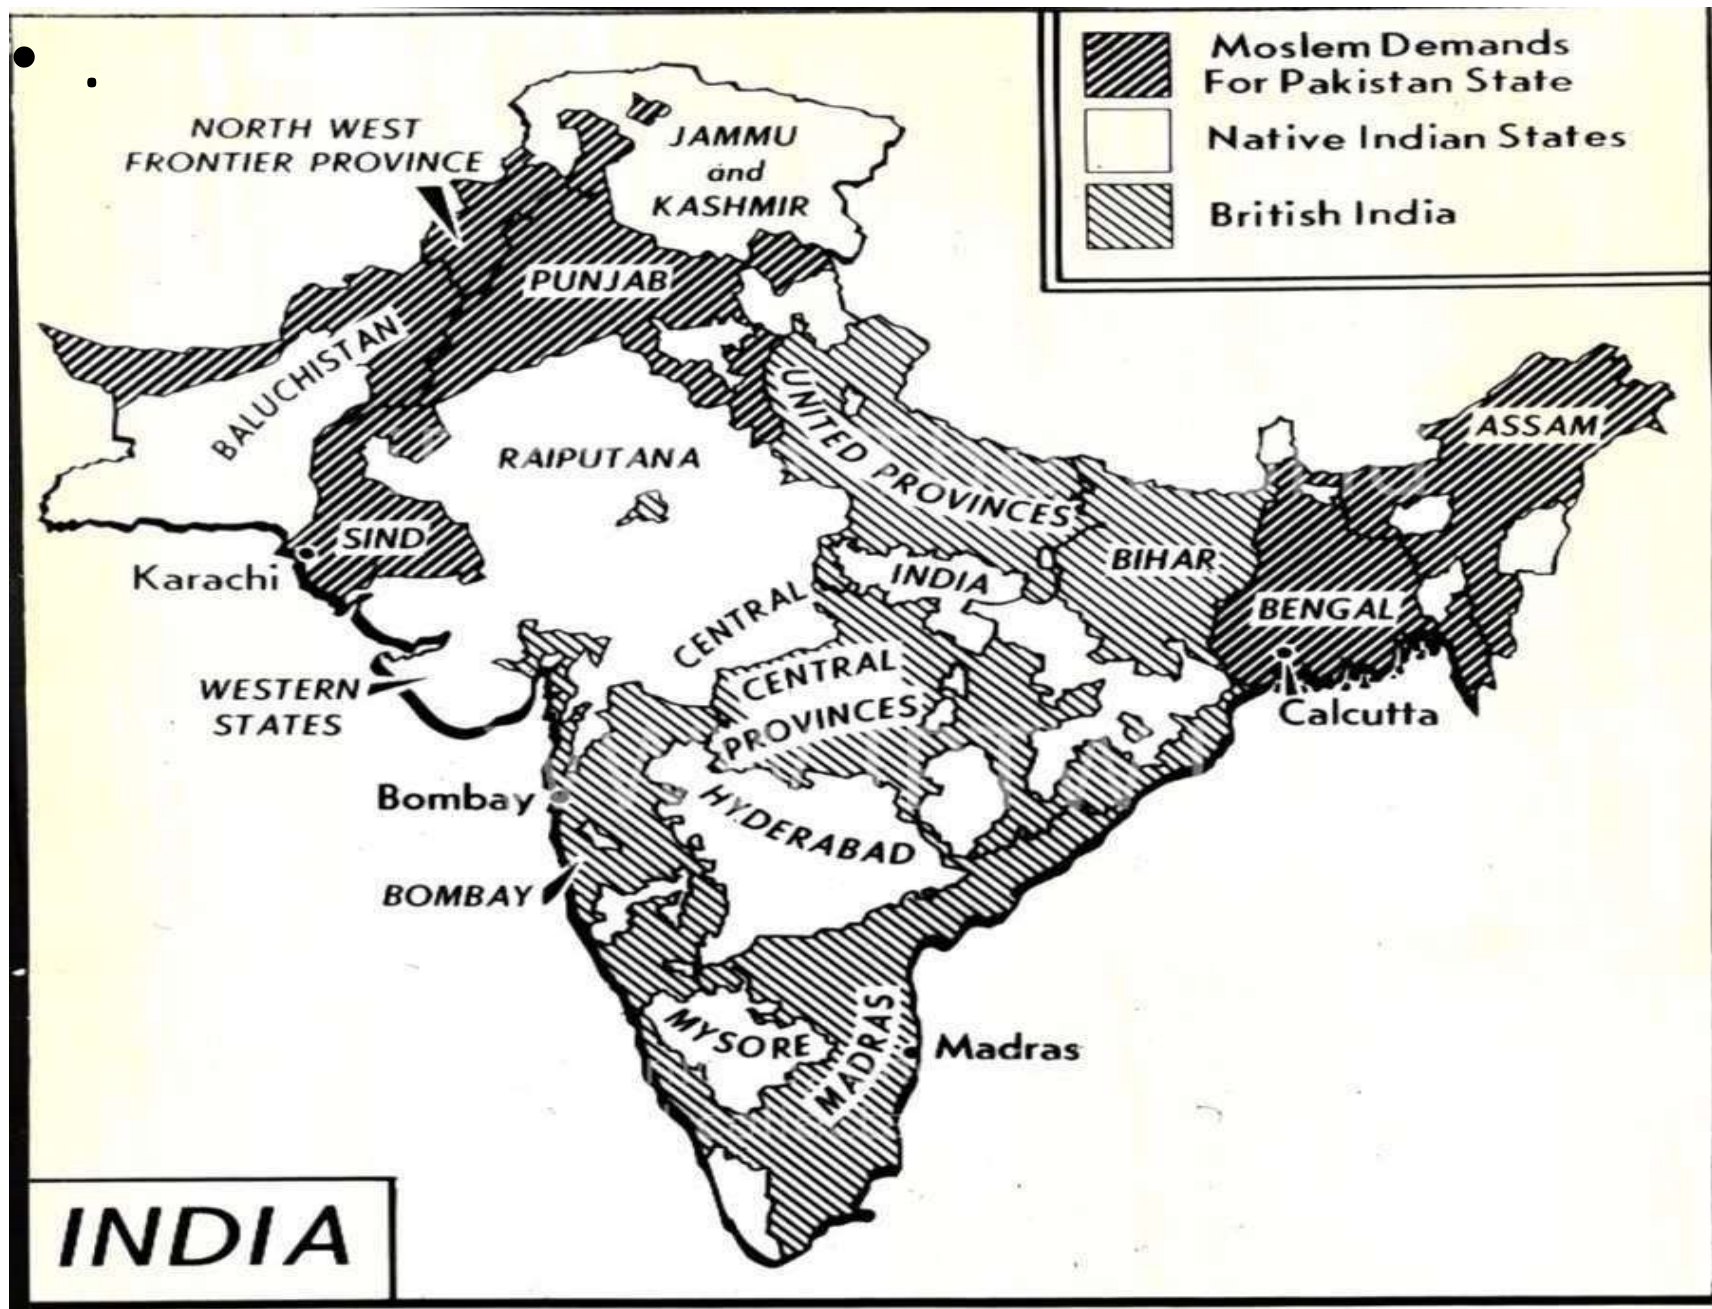 Moslem Demands
For Pakistan State
Native Indian States
British India
NORTH WEST
FRONTIER PROVINCE
JAMMU
and
KASHMIR
PUNJAB
BALUCHISTAN
RAIPUTANA
UNITED PROVINCES
ASSAM
SIND
Karachi
INDIA
BIHAR
BENGAL
CENTRAL
CENTRAL
PROVINCES
WESTERN
STATES
Calcutta
Bombay
HYDERABAD
BOMBAY
MYSORE
MADRAS
Madras
INDIA